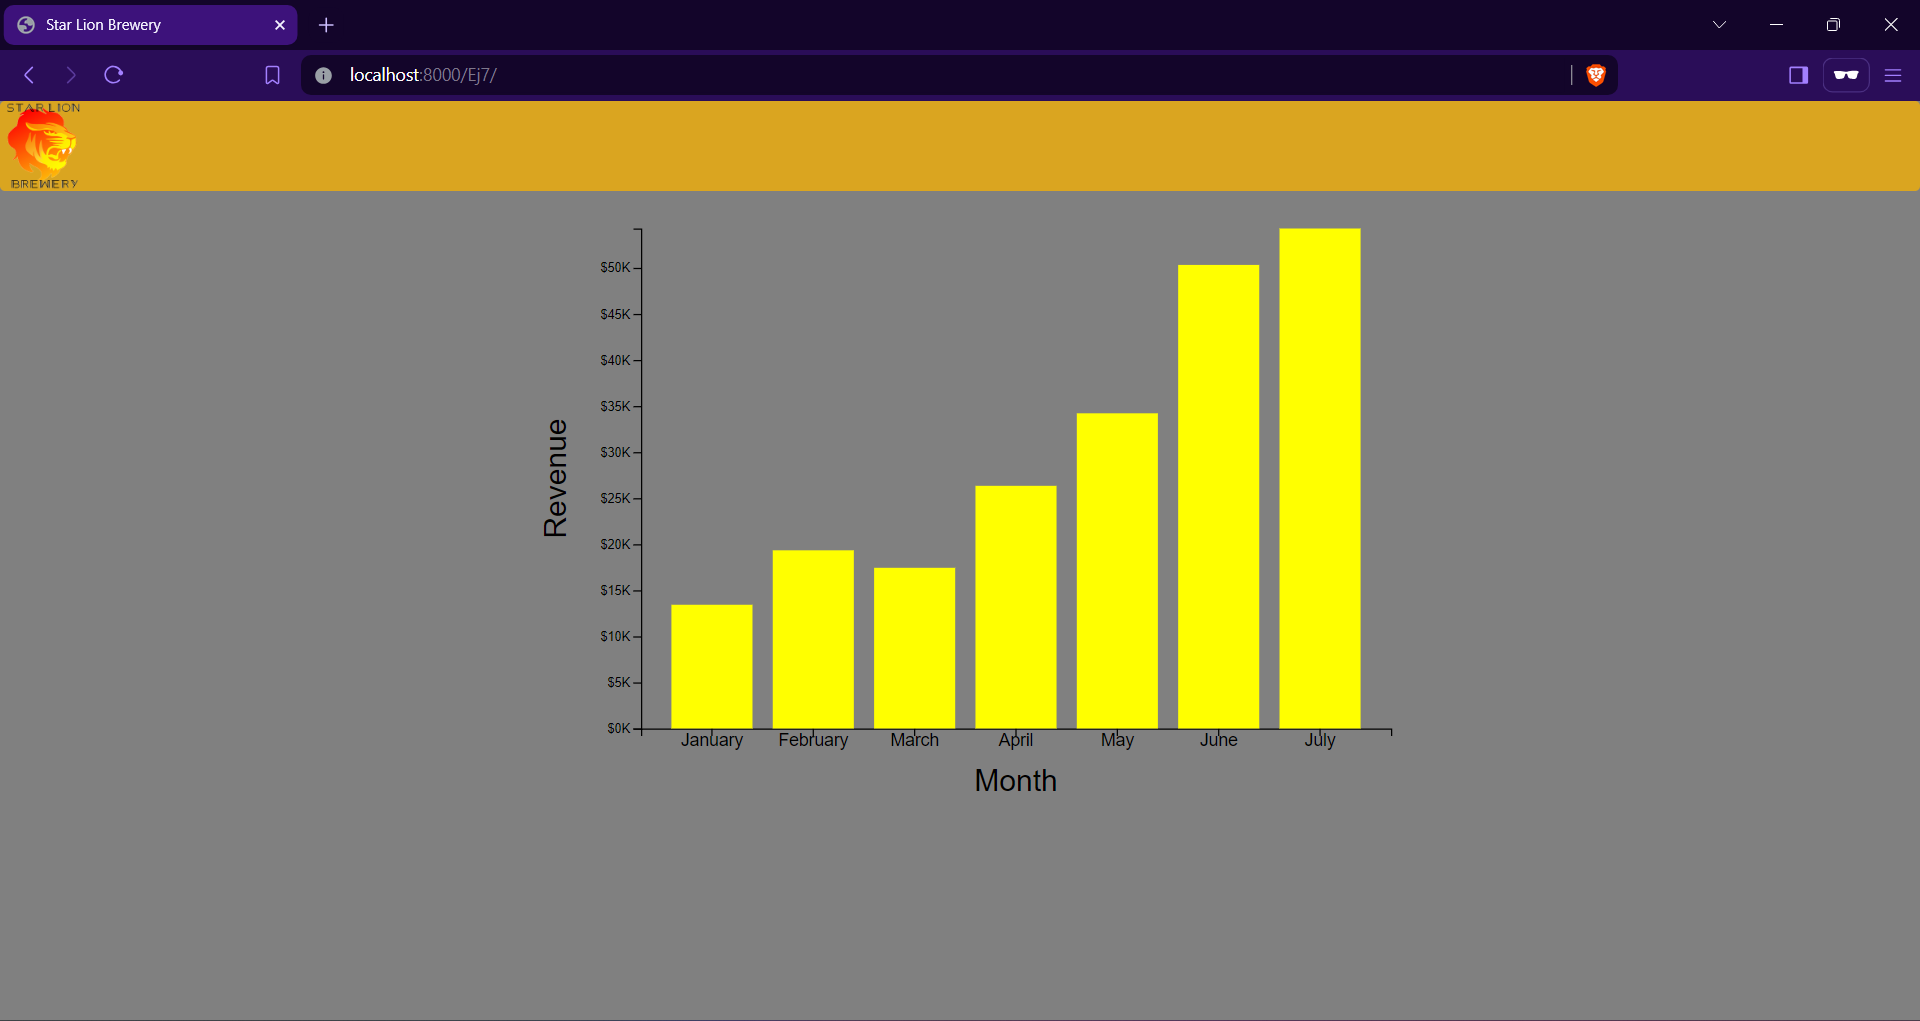 Star Lion Brewery
localhost:8000/Ej7/
STAR LION
BREWERY
$50K
$45K
$40K
$35K
$30K
$25K
$20K
$15K
$10K
$5K
$0K
Revenue
January February March April May June July
Month